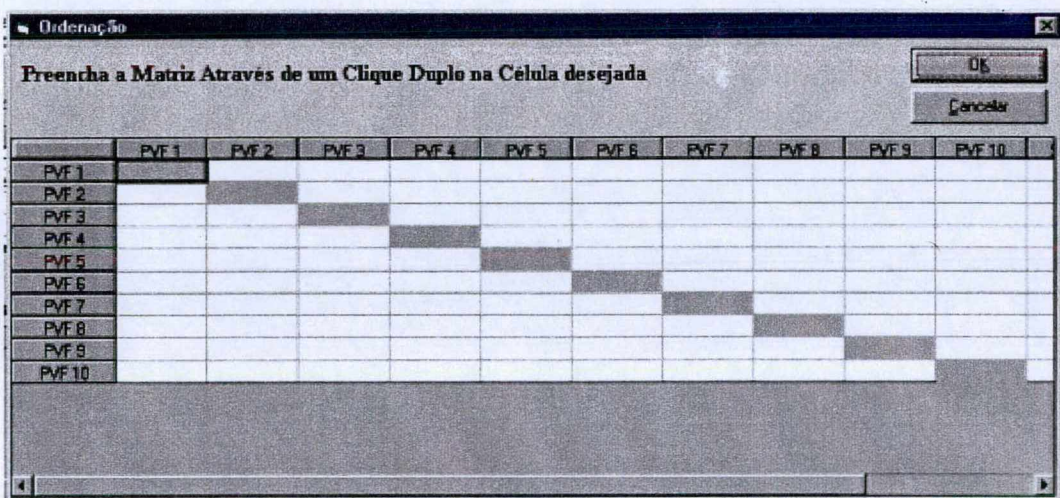 Ordenação
Preencha a Matriz Através de um Clique Duplo na Célula desejada
OK
Cancelar
PVF 1 PVF 2 PVF 3 PVF 4 PVF 5 PVF 6 PVF 7 PVF 8 PVF 9 PVF 10
PVF 1
PVF 2
PVF 3
PVF 4
PVF 5
PVF 6
PVF 7
PVF 8
PVF 9
PVF 10